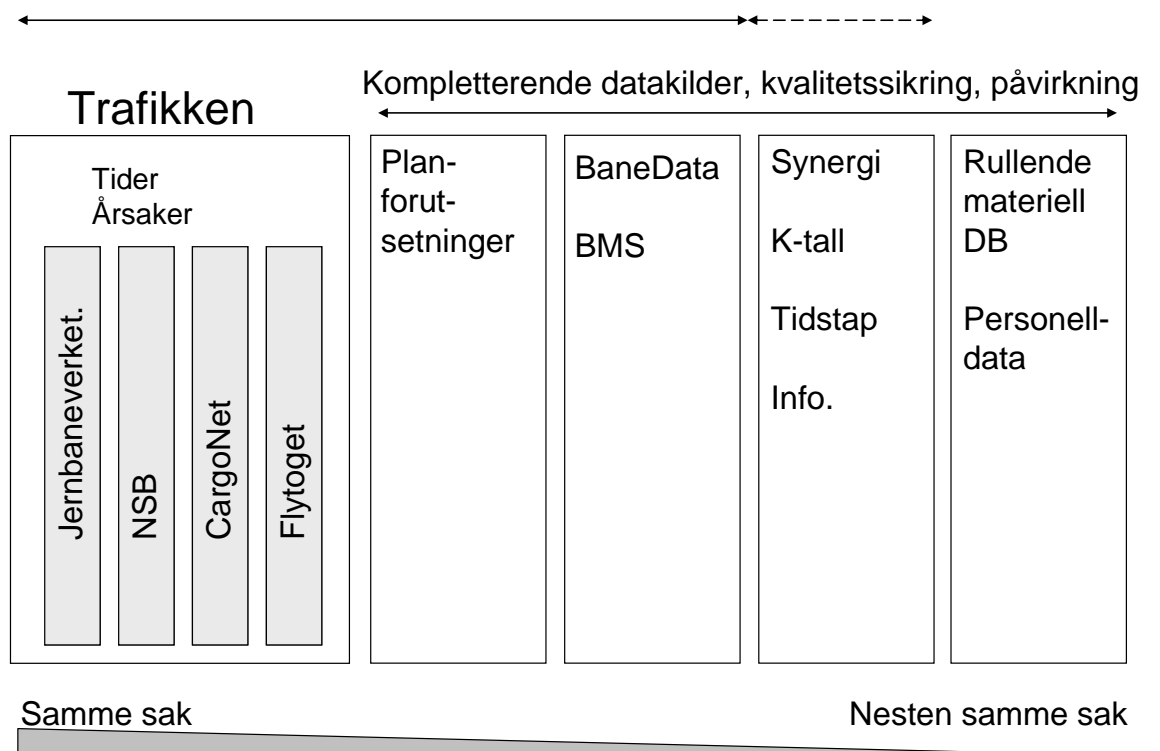 Kompletterende datakilder, kvalitetssikring, påvirkning
Trafikken
Tider
Årsaker
Jernbaneverket.
NSB
CargoNet
Flytoget
Plan-
forut-
setninger
BaneData
BMS
Synergi
K-tall
Tidstap
Info.
Rullende
materiell
DB
Personell-
data
Samme sak
Nesten samme sak